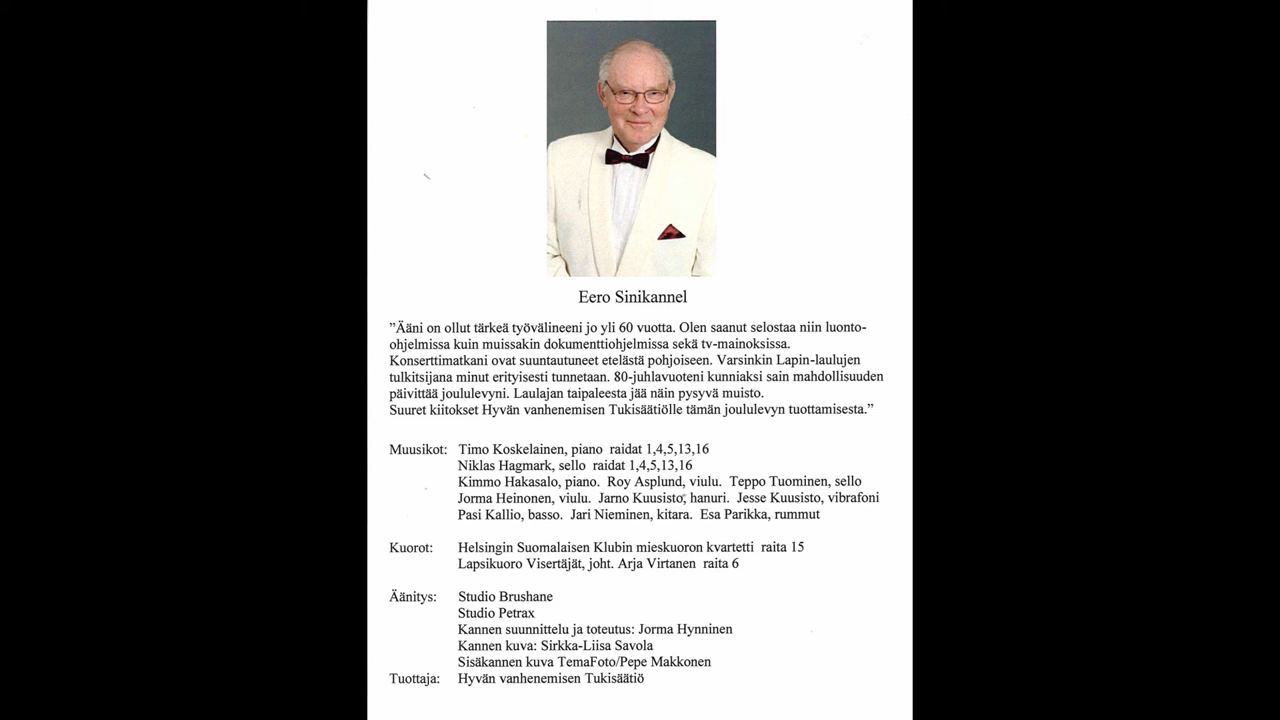 Eero Sinikannel
”Ääni on ollut tärkeä työvälineeni jo yli 60 vuotta. Olen saanut selostaa niin luonto-
ohjelmissa kuin muissakin dokumenttiohjelmissa sekä tv-mainoksissa.
Konserttimatkani ovat suuntautuneet etelästä pohjoiseen. Varsinkin Lapin-laulujen
tulkitsijana minut erityisesti tunnetaan. 80-juhlavuoteni kunniaksi sain mahdollisuuden
päivittää joululevyni. Laulajan taipaleesta jää näin pysyvä muisto.
Suuret kiitokset Hyvän vanhenemisen Tukisäätiölle tämän joululevyn tuottamisesta.”
Muusikot: Timo Koskelainen, piano raidat 1,4,5,13,16
Niklas Hagmark, sello raidat 1,4,5,13,16
Kimmo Hakasalo, piano. Roy Asplund, viulu. Teppo Tuominen, sello
Jorma Heinonen, viulu. Jarno Kuusisto, hanuri. Jesse Kuusisto, vibrafoni
Pasi Kallio, basso. Jari Nieminen, kitara. Esa Parikka, rummut
Kuorot: Helsingin Suomalaisen Klubin mieskuoron kvartetti raita 15
Lapsikuoro Visertäjät, joht. Arja Virtanen raita 6
Äänitys: Studio Brushane
Studio Petrax
Kannen suunnittelu ja toteutus: Jorma Hynninen
Kannen kuva: Sirkka-Liisa Savola
Sisäkannen kuva TemaFoto/Pepe Makkonen
Tuottaja: Hyvän vanhenemisen Tukisäätiö